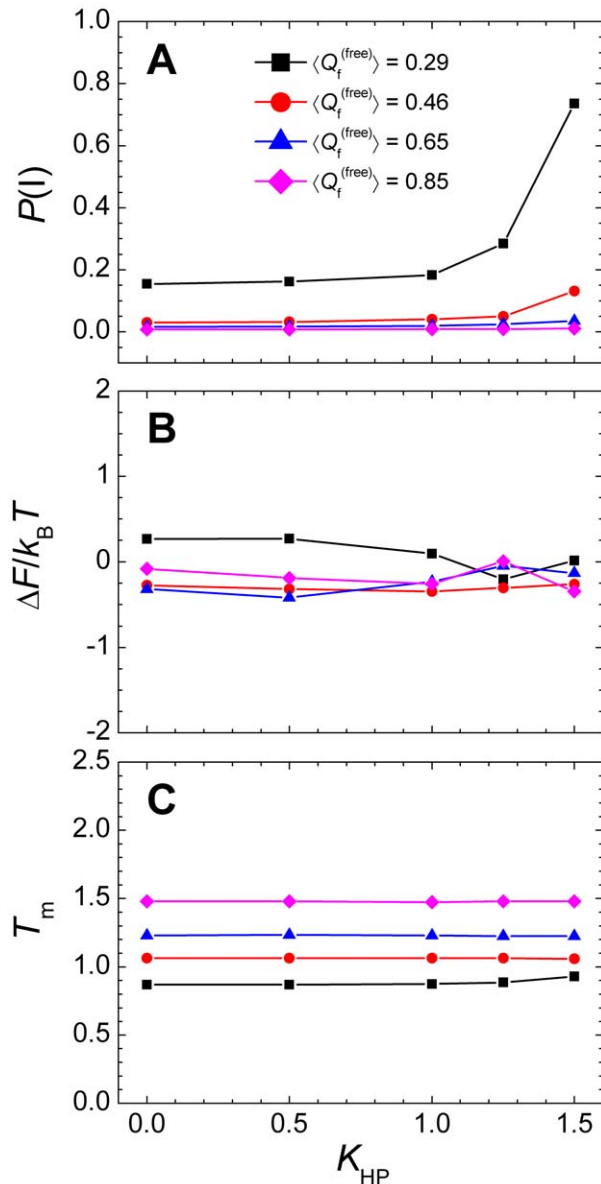 A
⟨Q_f^(free)⟩ = 0.29
⟨Q_f^(free)⟩ = 0.46
⟨Q_f^(free)⟩ = 0.65
⟨Q_f^(free)⟩ = 0.85
P(I)
1.0
0.8
0.6
0.4
0.2
0.0
B
ΔF/k_B T
2
1
0
-1
-2
C
T_m
2.5
2.0
1.5
1.0
0.5
0.0
0.0 0.5 1.0 1.5
K_HP